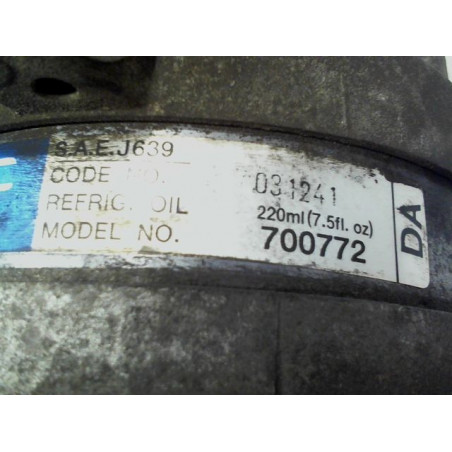 S.A.E.J639
CODE NO. 031241
REFRIG. OIL 220ml(7.5fl. oz)
MODEL NO. 700772
DA